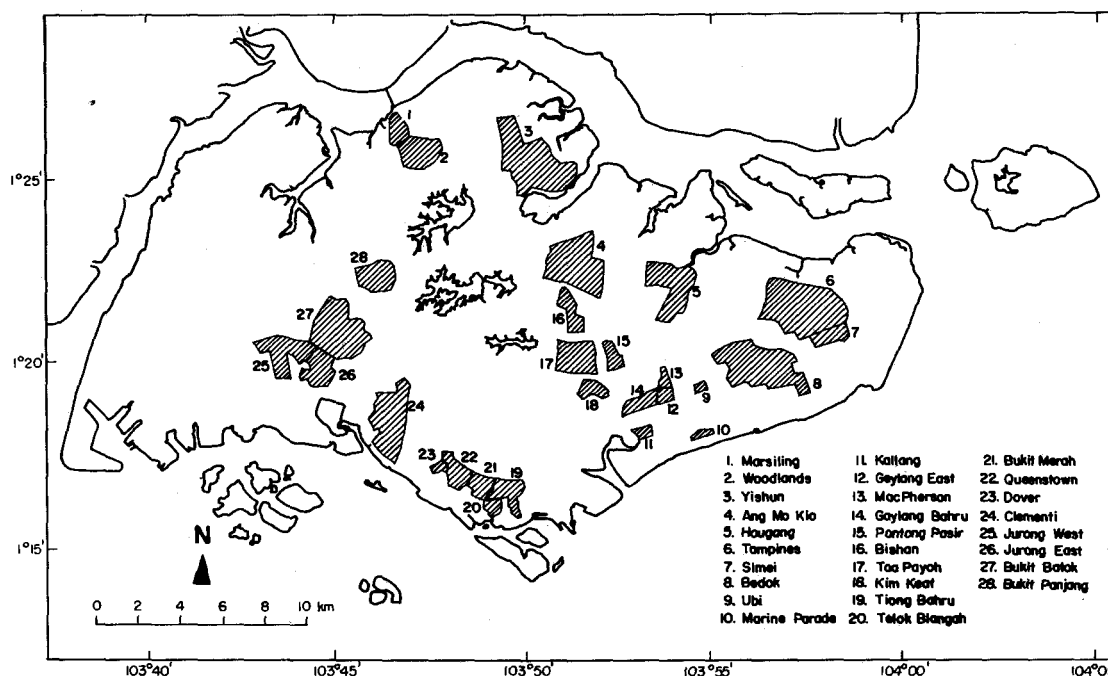 1
2
3
1°25'
4
28
5
6
27
16
7
1°20'
17
15
25
26
13
8
18
14
9
12
24
11
10
23
22
21
19
20
N
1°15'
0 2 4 6 8 10 km
1. Marsiling
2. Woodlands
3. Yishun
4. Ang Mo Kio
5. Hougang
6. Tampines
7. Simei
8. Bedok
9. Ubi
10. Marine Parade
11. Kallang
12. Geylang East
13. MacPherson
14. Gaylang Bahru
15. Pontong Pasir
16. Bishan
17. Toa Payoh
18. Kim Keat
19. Tiong Bahru
20. Telok Blangah
21. Bukit Merah
22. Queenstown
23. Dover
24. Clementi
25. Jurong West
26. Jurong East
27. Bukit Batok
28. Bukit Panjang
103°40'
103°45'
103°50'
103°55'
104°00'
104°0